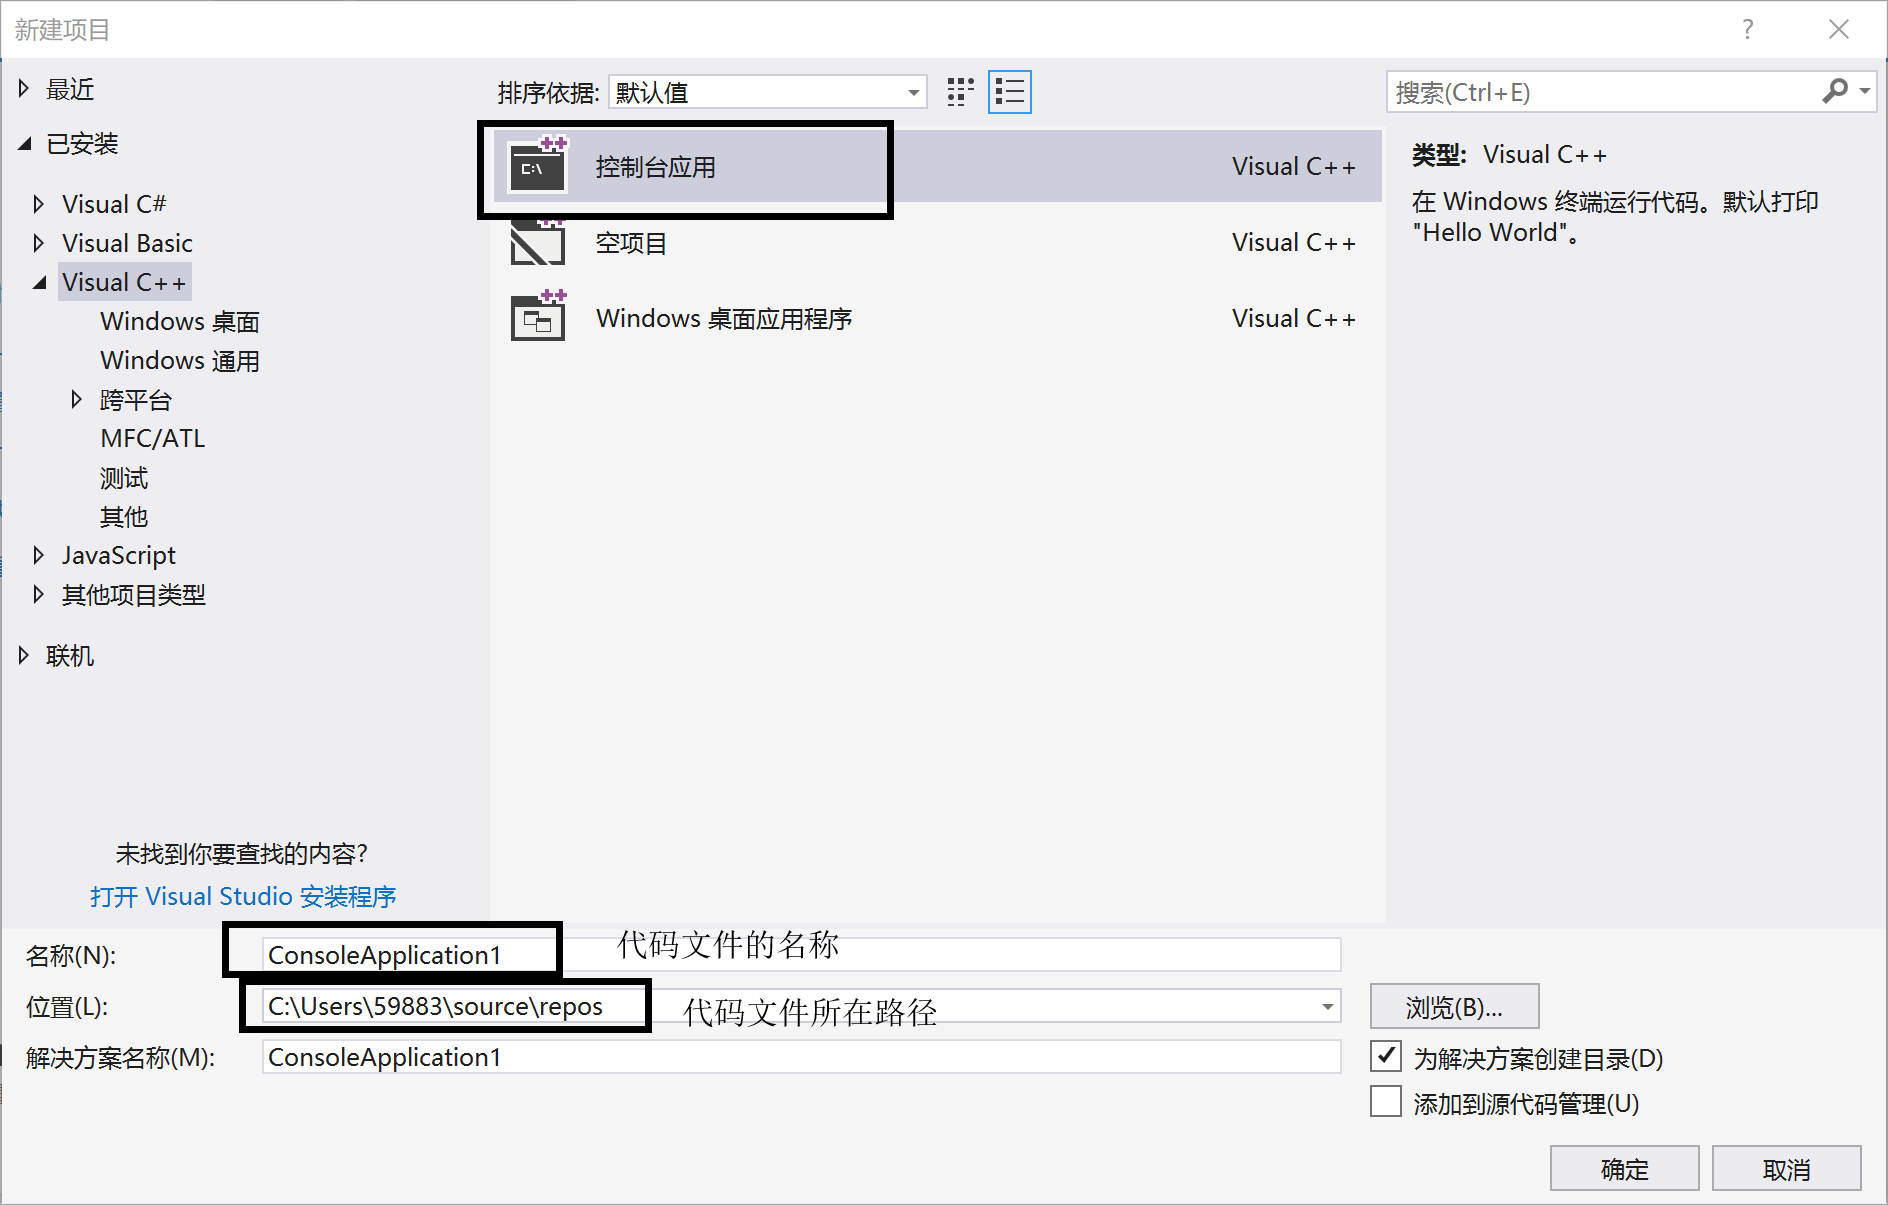 新建项目
?
最近
已安装
Visual C#
Visual Basic
Visual C++
Windows 桌面
Windows 通用
跨平台
MFC/ATL
测试
其他
JavaScript
其他项目类型
联机
未找到你要查找的内容?
打开 Visual Studio 安装程序
排序依据: 默认值
C:\ ++ 控制台应用 Visual C++
空项目 Visual C++
Windows 桌面应用程序 Visual C++
搜索(Ctrl+E)
类型: Visual C++
在 Windows 终端运行代码。默认打印
"Hello World"。
名称(N): ConsoleApplication1 代码文件的名称
位置(L): C:\Users\59883\source\repos 代码文件所在路径
浏览(B)...
解决方案名称(M): ConsoleApplication1
为解决方案创建目录(D)
添加到源代码管理(U)
确定 取消